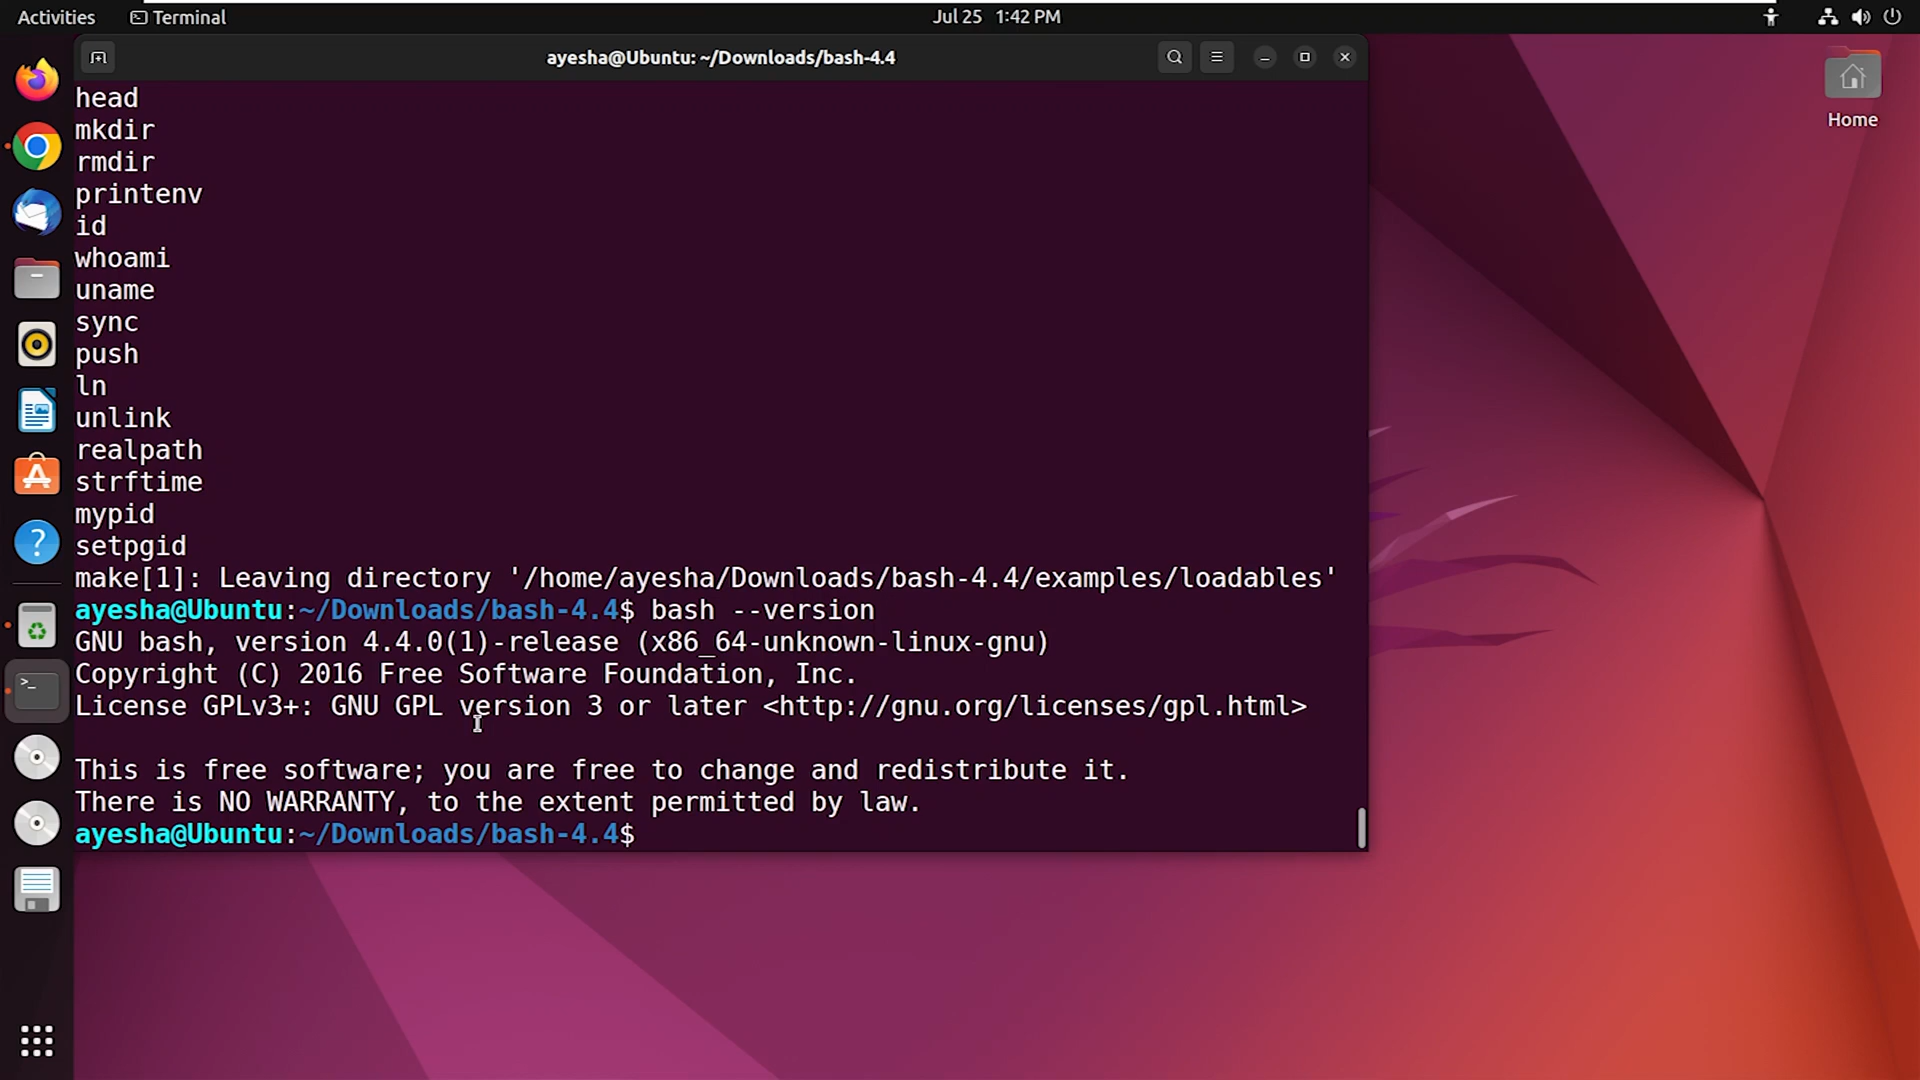 Activities
Terminal
Jul 25 1:42 PM
ayesha@Ubuntu: ~/Downloads/bash-4.4
Home
head
mkdir
rmdir
printenv
id
whoami
uname
sync
push
ln
unlink
realpath
strftime
mypid
setpgid
make[1]: Leaving directory '/home/ayesha/Downloads/bash-4.4/examples/loadables'
ayesha@Ubuntu:~/Downloads/bash-4.4$ bash --version
GNU bash, version 4.4.0(1)-release (x86_64-unknown-linux-gnu)
Copyright (C) 2016 Free Software Foundation, Inc.
License GPLv3+: GNU GPL version 3 or later <http://gnu.org/licenses/gpl.html>
This is free software; you are free to change and redistribute it.
There is NO WARRANTY, to the extent permitted by law.
ayesha@Ubuntu:~/Downloads/bash-4.4$